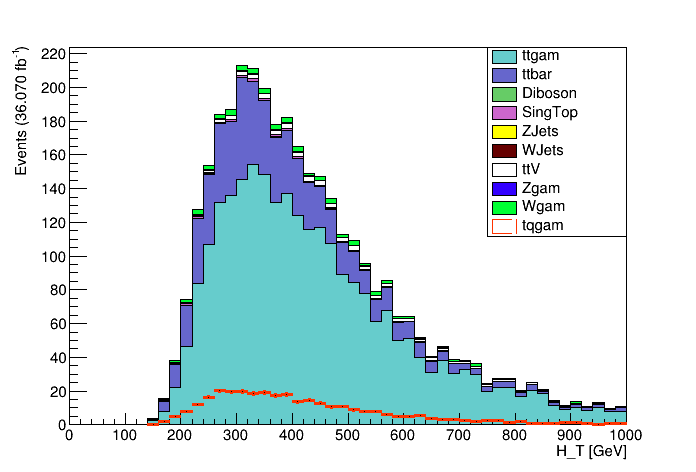 Events (36.070 fb⁻¹)
220
200
180
160
140
120
100
80
60
40
20
0
ttgam
ttbar
Diboson
SingTop
ZJets
WJets
ttV
Zgam
Wgam
tqgam
0 100 200 300 400 500 600 700 800 900 1000
H_T [GeV]